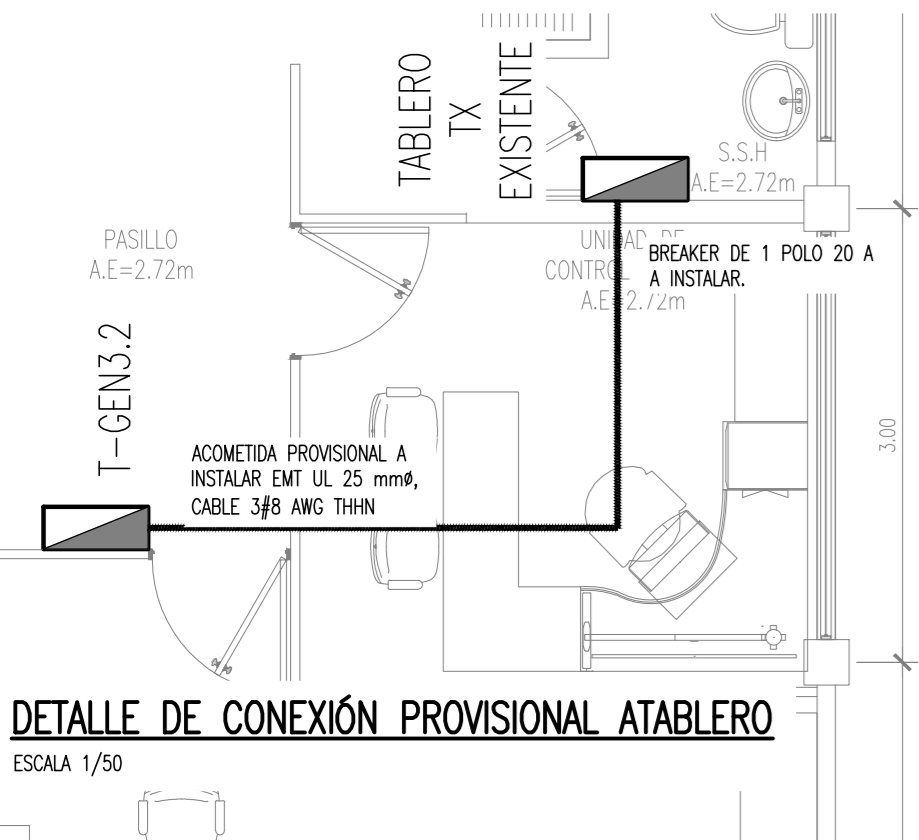 TABLERO
TX
EXISTENTE
S.S.H
A.E=2.72m
PASILLO
A.E=2.72m
UNIDAD DE
CONTROL
A.E=2.72m
BREAKER DE 1 POLO 20 A
A INSTALAR.
T-GEN3.2
3.00
ACOMETIDA PROVISIONAL A
INSTALAR EMT UL 25 mmø,
CABLE 3#8 AWG THHN
DETALLE DE CONEXIÓN PROVISIONAL ATABLERO
ESCALA 1/50